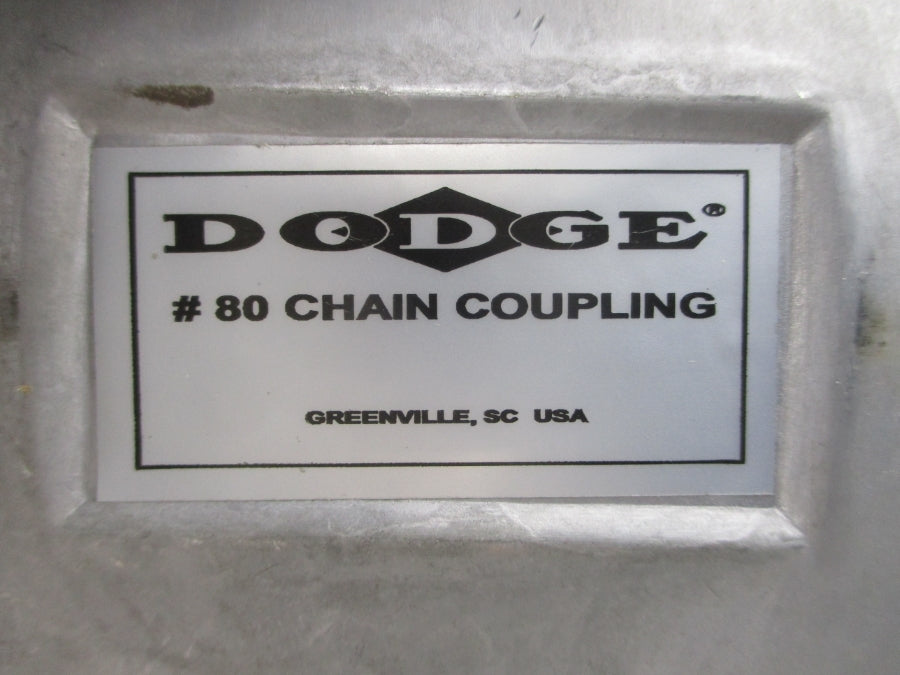 DODGE®
# 80 CHAIN COUPLING
GREENVILLE, SC USA